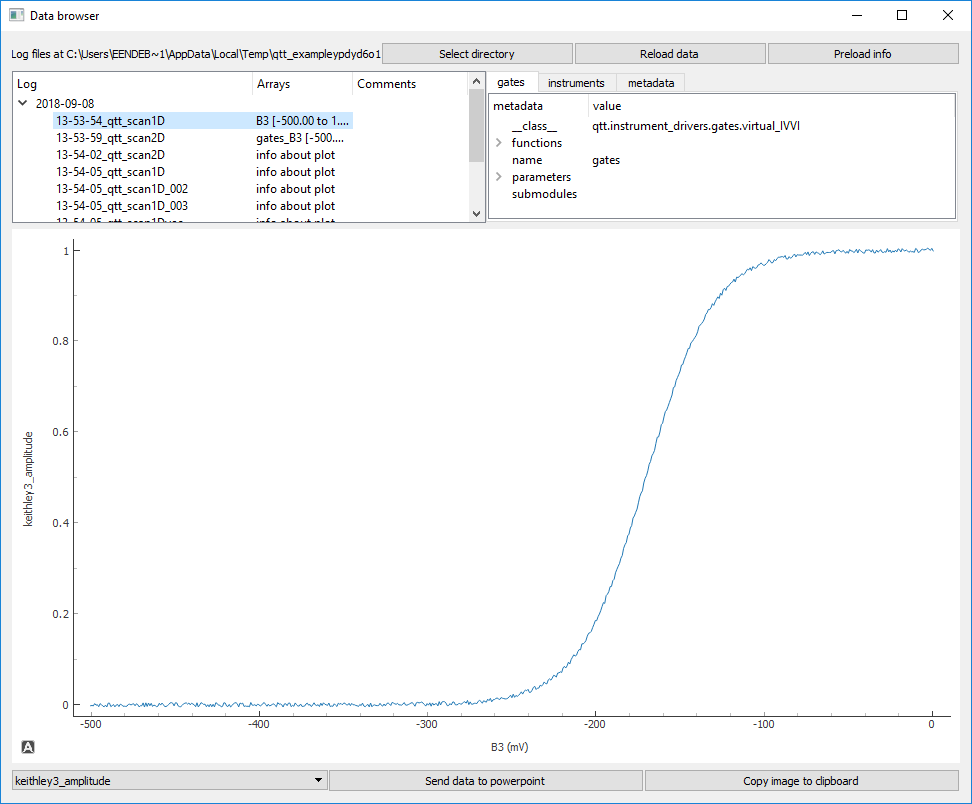 Data browser
Log files at C:\Users\EENDEB~1\AppData\Local\Temp\qtt_exampleypdyd6o1 Select directory Reload data Preload info
Log Arrays Comments
2018-09-08
13-53-54_qtt_scan1D B3 [-500.00 to 1....
13-53-59_qtt_scan2D gates_B3 [-500....
13-54-02_qtt_scan2D info about plot
13-54-05_qtt_scan1D info about plot
13-54-05_qtt_scan1D_002 info about plot
13-54-05_qtt_scan1D_003 info about plot
info about plot
gates instruments metadata
metadata value
__class__ qtt.instrument_drivers.gates.virtual_IVVI
functions
name gates
parameters
submodules
1
0.8
0.6
0.4
0.2
0
keithley3_amplitude
-500 -400 -300 -200 -100 0
B3 (mV)
A
keithley3_amplitude Send data to powerpoint Copy image to clipboard